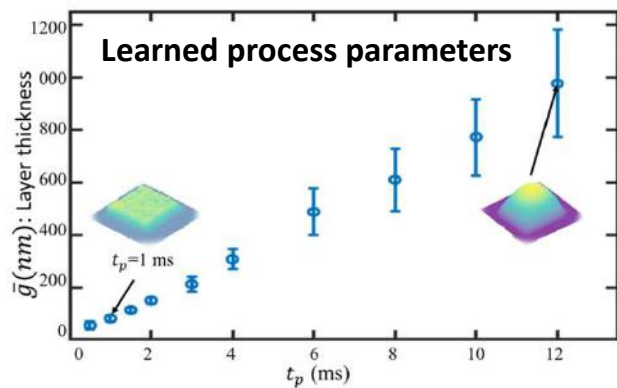 Learned process parameters
1200
000
800
600
400
200
0
ḡ(nm): Layer thickness
t_p=1 ms
0 2 4 6 8 10 12
t_p (ms)